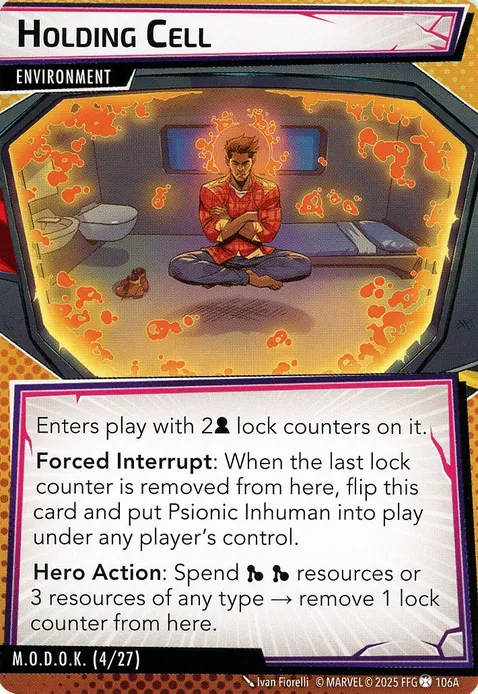 HOLDING CELL
ENVIRONMENT
Enters play with 2 lock counters on it.
Forced Interrupt: When the last lock
counter is removed from here, flip this
card and put Psionic Inhuman into play
under any player's control.
Hero Action: Spend resources or
3 resources of any type → remove 1 lock
counter from here.
M.O.D.O.K. (4/27)
Ivan Fiorelli © MARVEL © 2025 FFG 106A